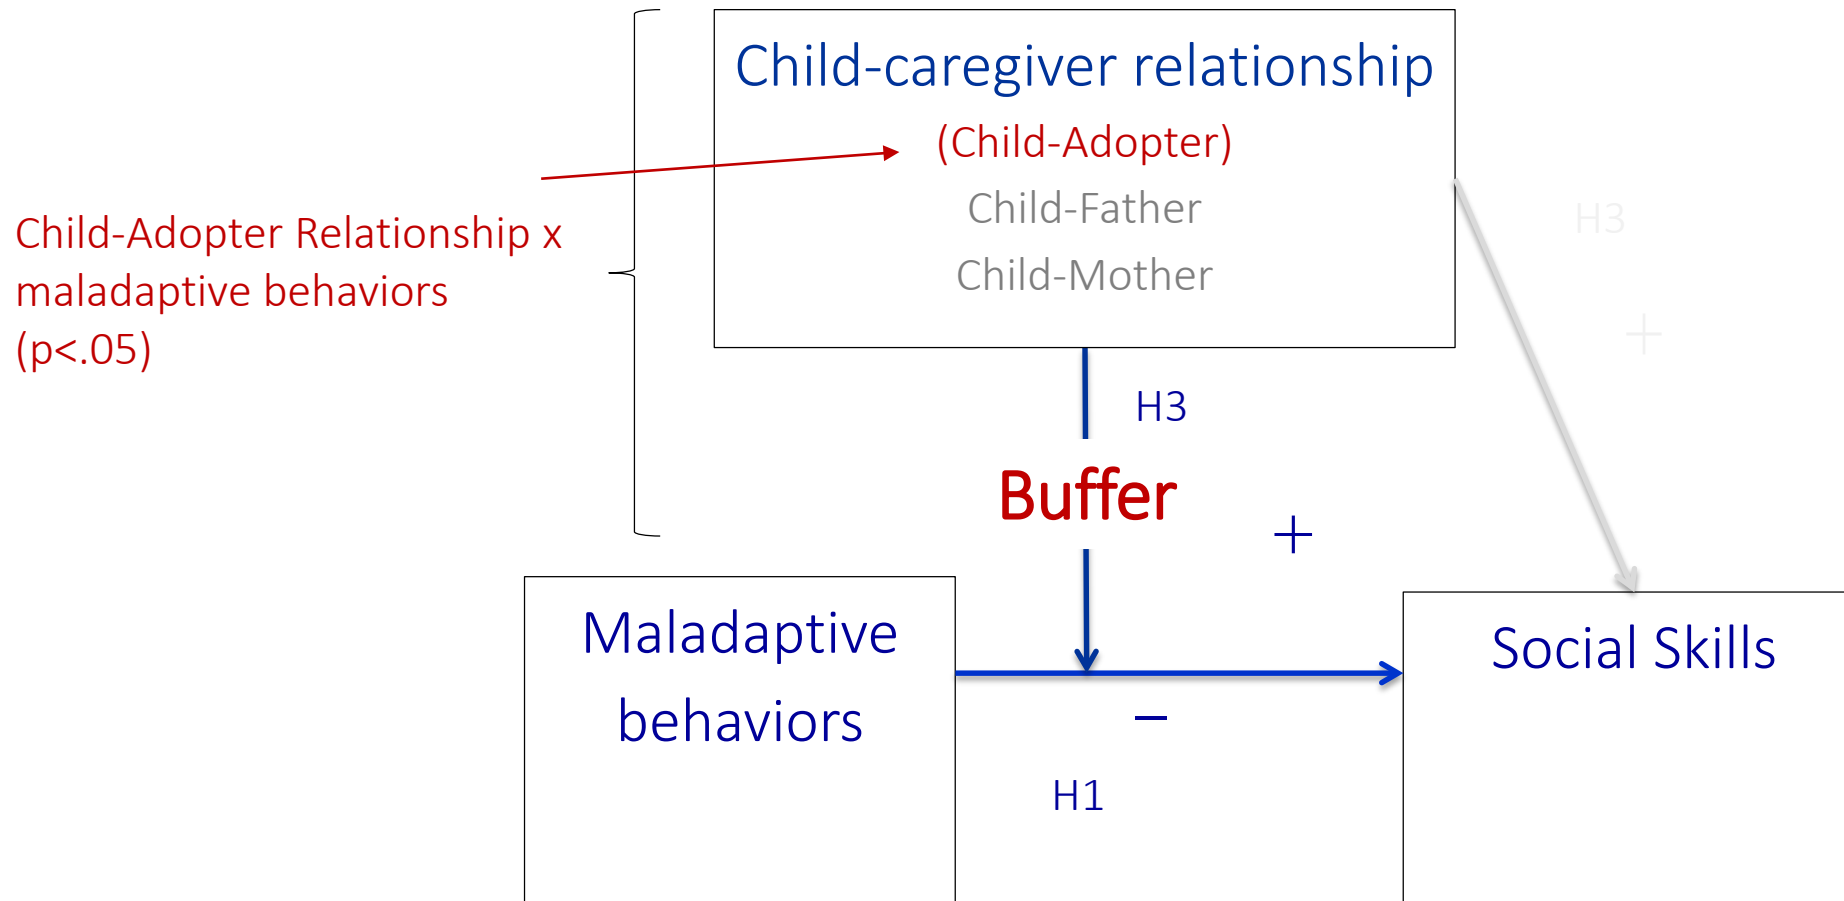 Child-caregiver relationship
(Child-Adopter)
Child-Father
Child-Mother
Child-Adopter Relationship x
maladaptive behaviors
(p<.05)
H3
+
H3
Buffer
+
Maladaptive
behaviors
Social Skills
–
H1